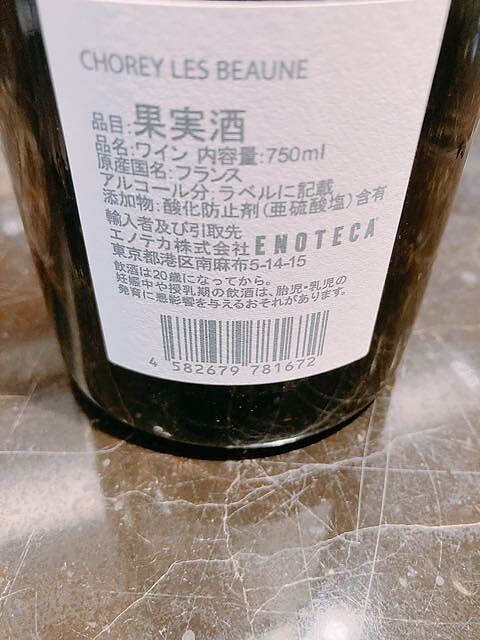 CHOREY LES BEAUNE
品目:果実酒
品名:ワイン 内容量:750ml
原産国名:フランス
アルコール分:ラベルに記載
添加物:酸化防止剤(亜硫酸塩)含有
輸入者及び引取先
エノテカ株式会社 ENOTECA
東京都港区南麻布5-14-15
飲酒は20歳になってから。
妊娠中や授乳期の飲酒は、胎児・乳児の
発育に悪影響を与えるおそれがあります。
4 582679 781672